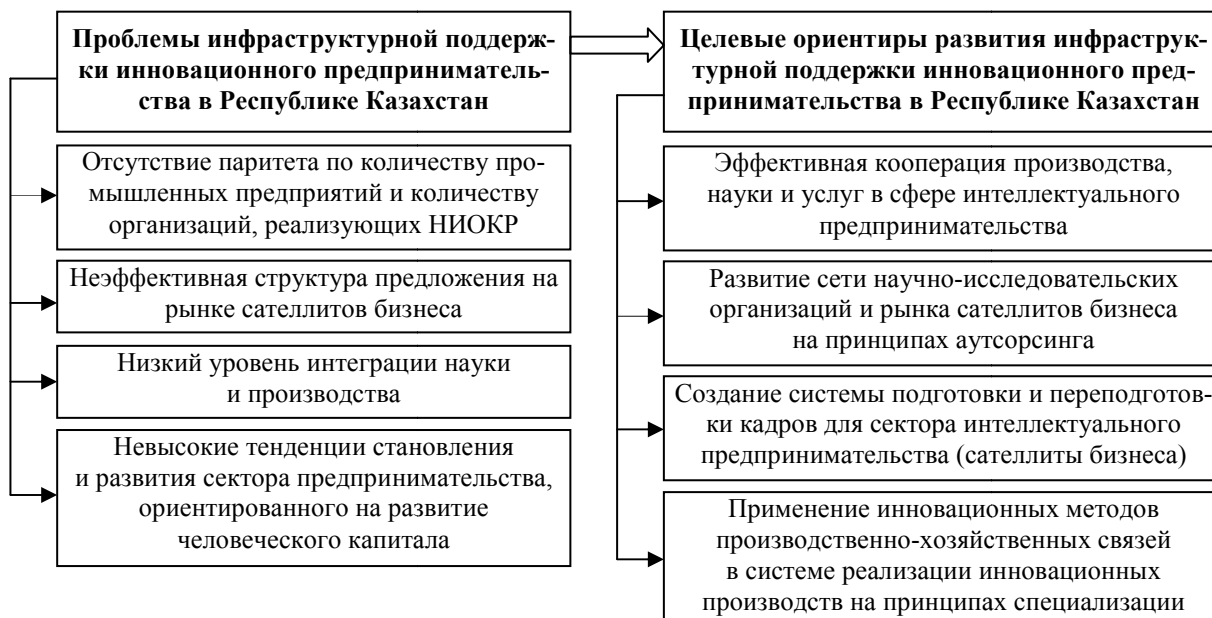 Проблемы инфраструктурной поддерж-
ки инновационного предприниматель-
ства в Республике Казахстан
Отсутствие паритета по количеству про-
мышленных предприятий и количеству
организаций, реализующих НИОКР
Неэффективная структура предложения на
рынке сателлитов бизнеса
Низкий уровень интеграции науки
и производства
Невысокие тенденции становления
и развития сектора предпринимательства,
ориентированного на развитие
человеческого капитала
Целевые ориентиры развития инфраструк-
турной поддержки инновационного пред-
принимательства в Республике Казахстан
Эффективная кооперация производства,
науки и услуг в сфере интеллектуального
предпринимательства
Развитие сети научно-исследовательских
организаций и рынка сателлитов бизнеса
на принципах аутсорсинга
Создание системы подготовки и переподготов-
ки кадров для сектора интеллектуального
предпринимательства (сателлиты бизнеса)
Применение инновационных методов
производственно-хозяйственных связей
в системе реализации инновационных
производств на принципах специализации